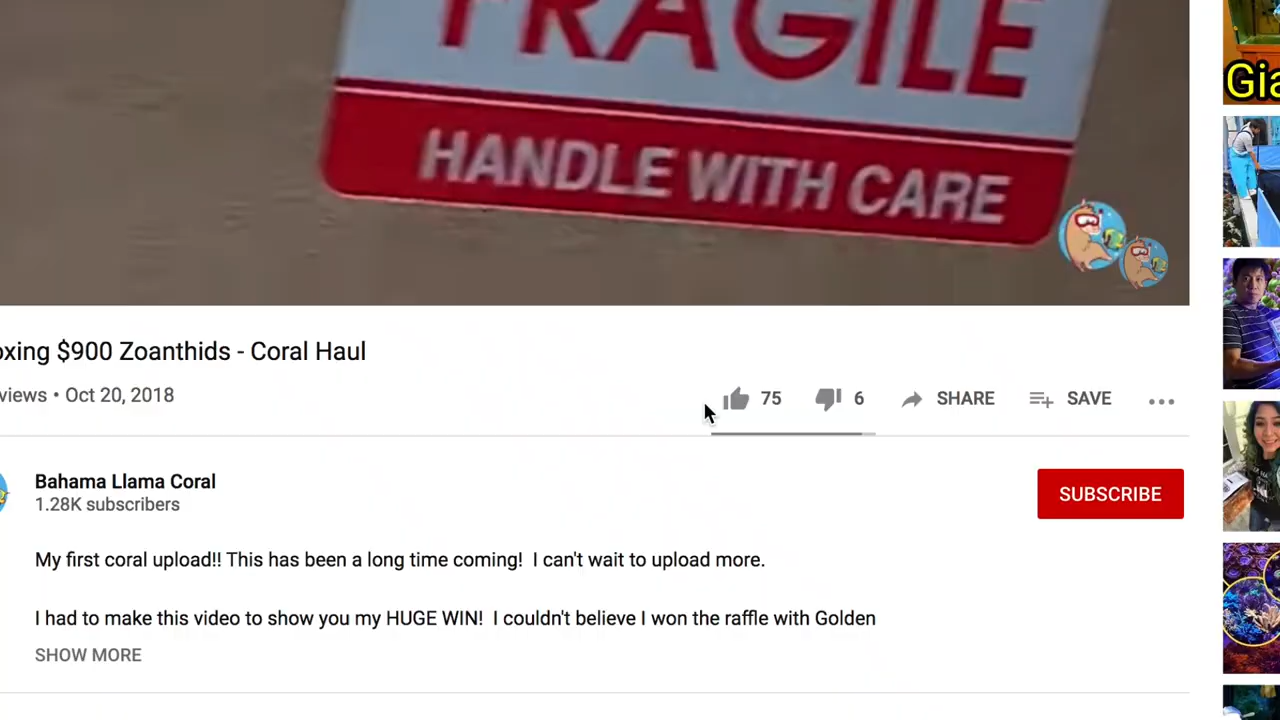 FRAGILE
HANDLE WITH CARE
Gia
oxing $900 Zoanthids - Coral Haul
views • Oct 20, 2018
75
6
SHARE
SAVE
Bahama Llama Coral
1.28K subscribers
SUBSCRIBE
My first coral upload!! This has been a long time coming! I can't wait to upload more.
I had to make this video to show you my HUGE WIN! I couldn't believe I won the raffle with Golden
SHOW MORE